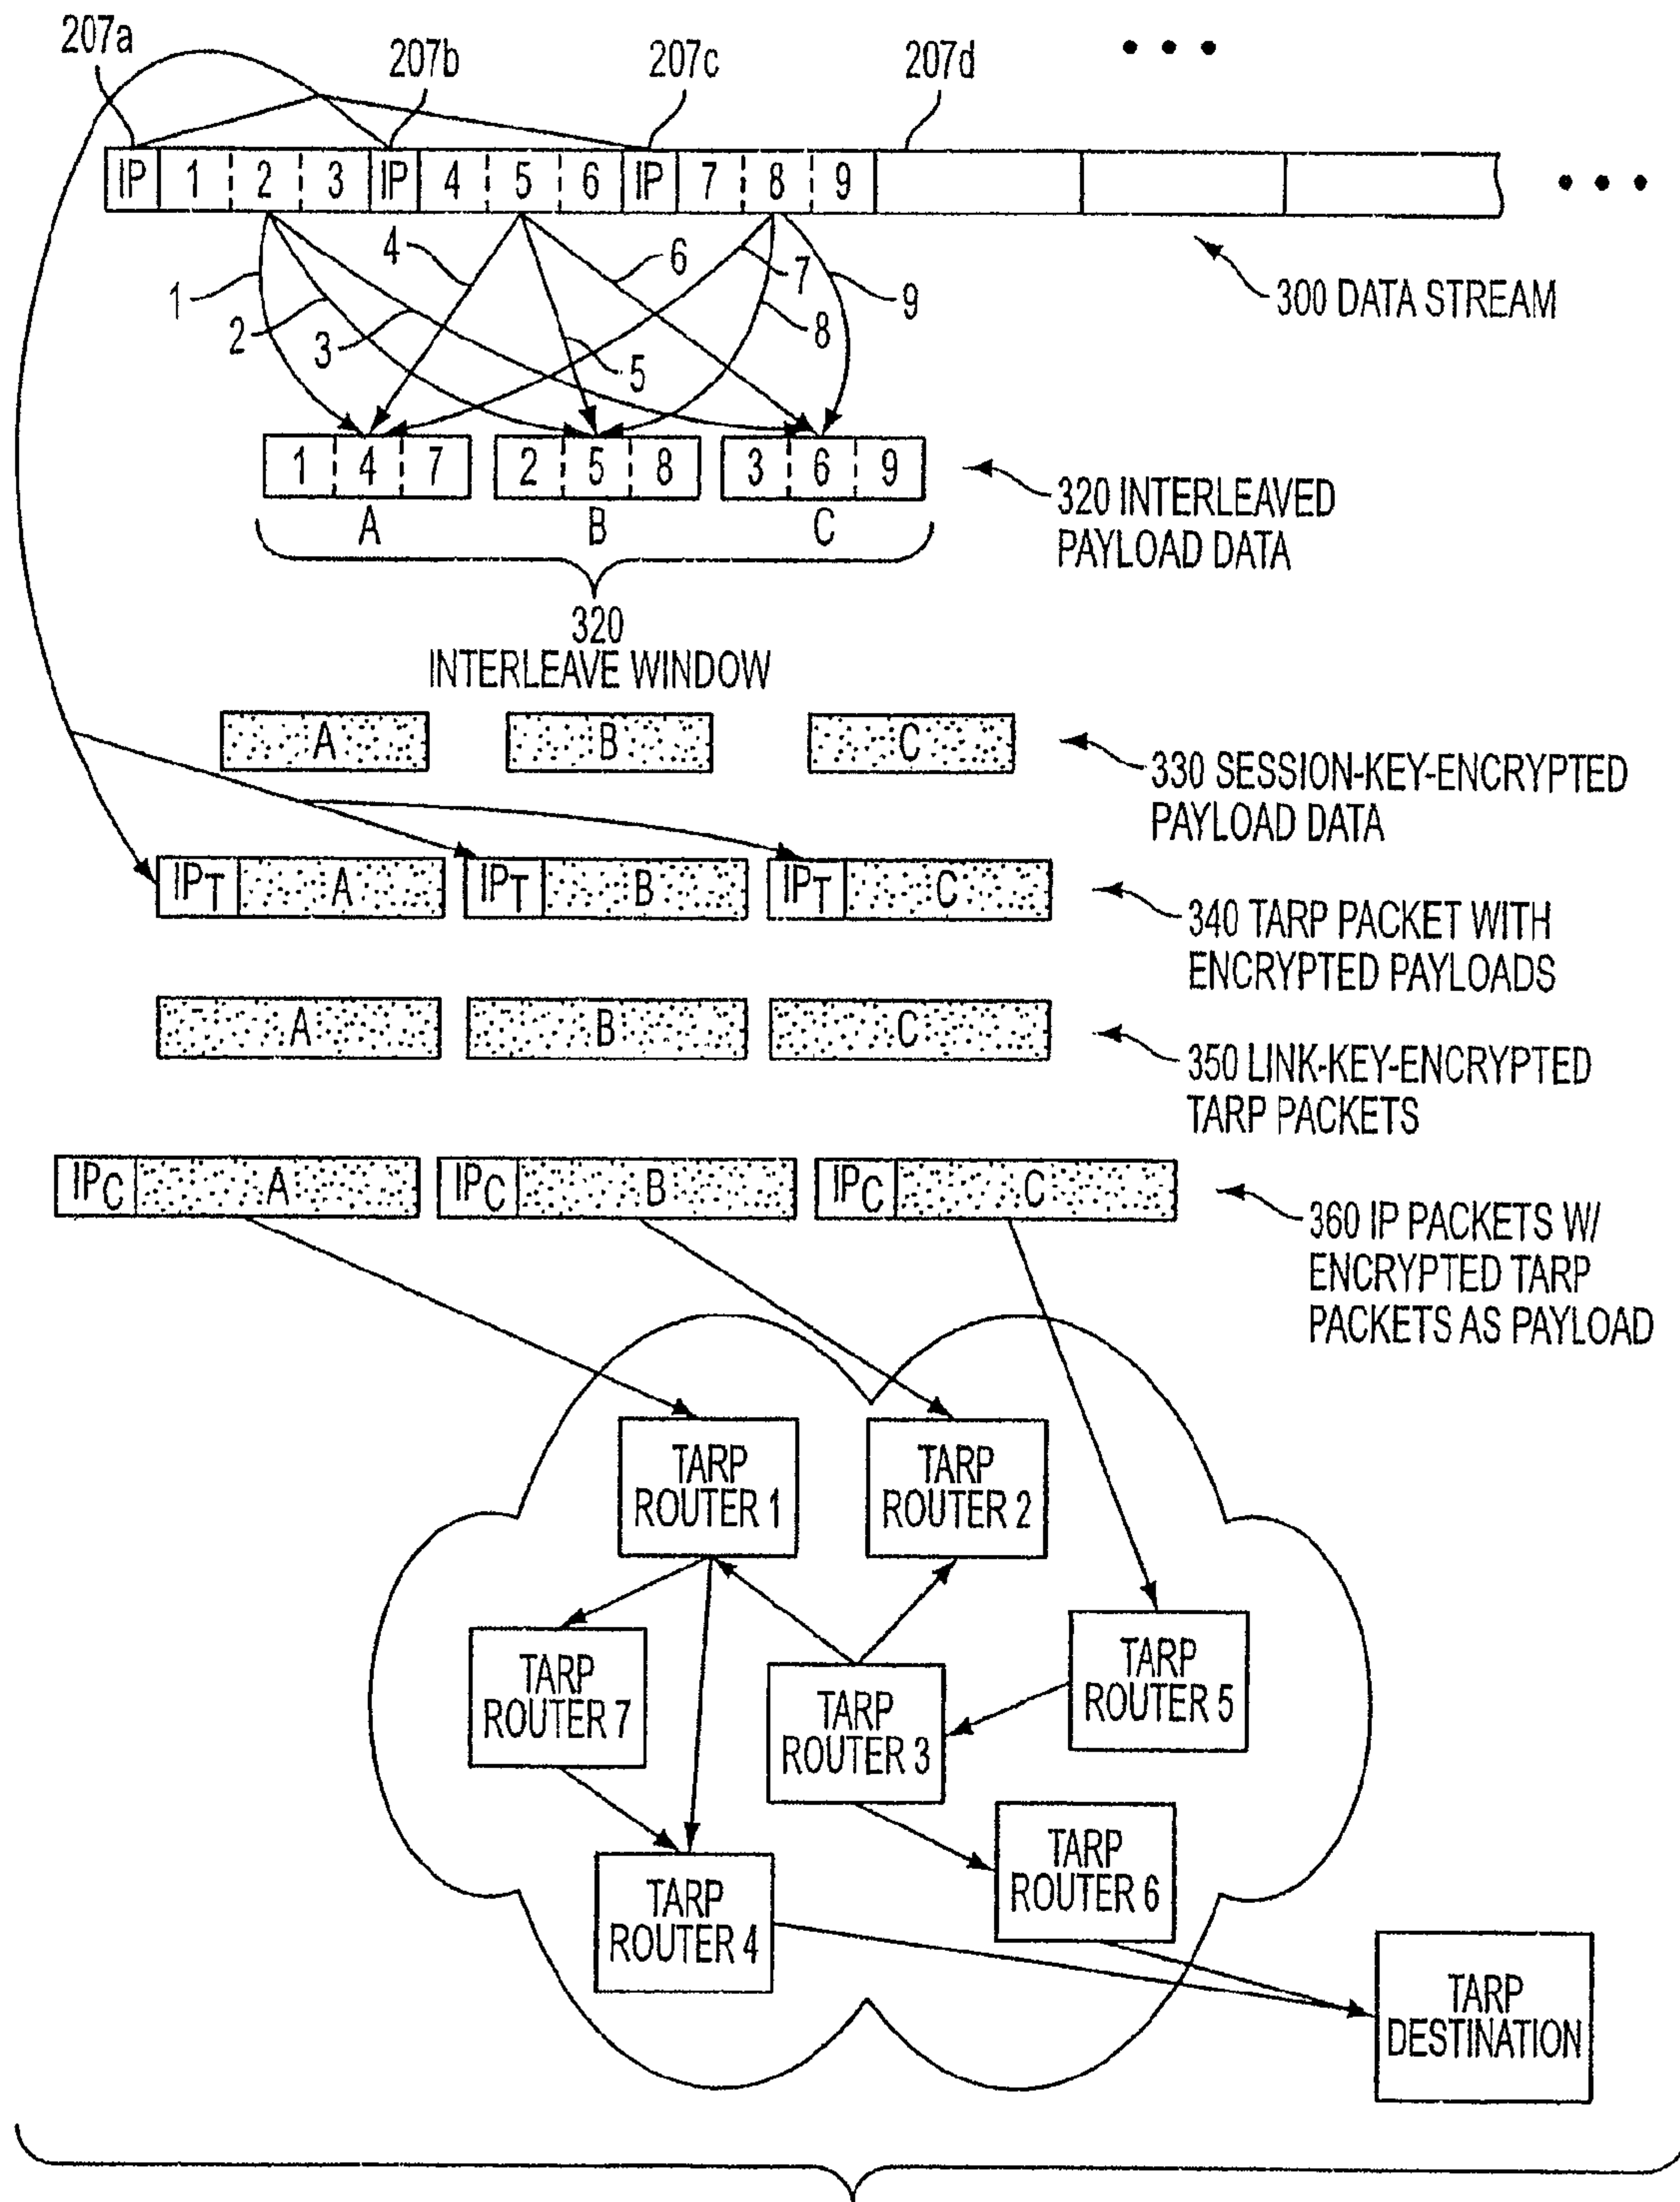 207a
207b
207c
207d
• • •
IP 1 2 3 IP 4 5 6 IP 7 8 9
• • •
1
2
3
4
5
6
7
8
9
300 DATA STREAM
1 4 7
2 5 8
3 6 9
A
B
C
320 INTERLEAVED
PAYLOAD DATA
320
INTERLEAVE WINDOW
A
B
C
330 SESSION-KEY-ENCRYPTED
PAYLOAD DATA
IPT A
IPT B
IPT C
340 TARP PACKET WITH
ENCRYPTED PAYLOADS
A
B
C
350 LINK-KEY-ENCRYPTED
TARP PACKETS
IPC A
IPC B
IPC C
360 IP PACKETS W/
ENCRYPTED TARP
PACKETS AS PAYLOAD
TARP
ROUTER 1
TARP
ROUTER 2
TARP
ROUTER 7
TARP
ROUTER 3
TARP
ROUTER 5
TARP
ROUTER 4
TARP
ROUTER 6
TARP
DESTINATION